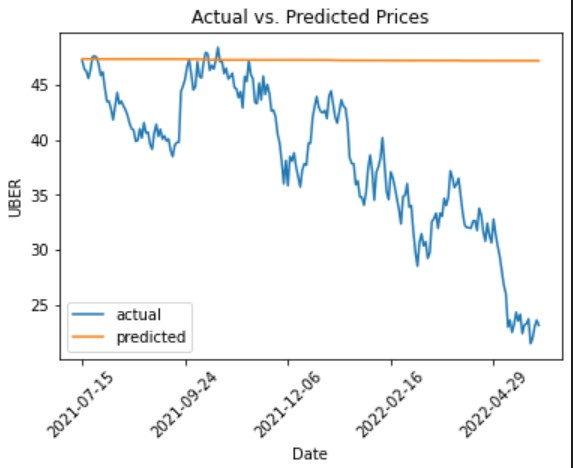 Actual vs. Predicted Prices
45
40
35
30
25
UBER
actual
predicted
2021-07-15
2021-09-24
2021-12-06
2022-02-16
2022-04-29
Date